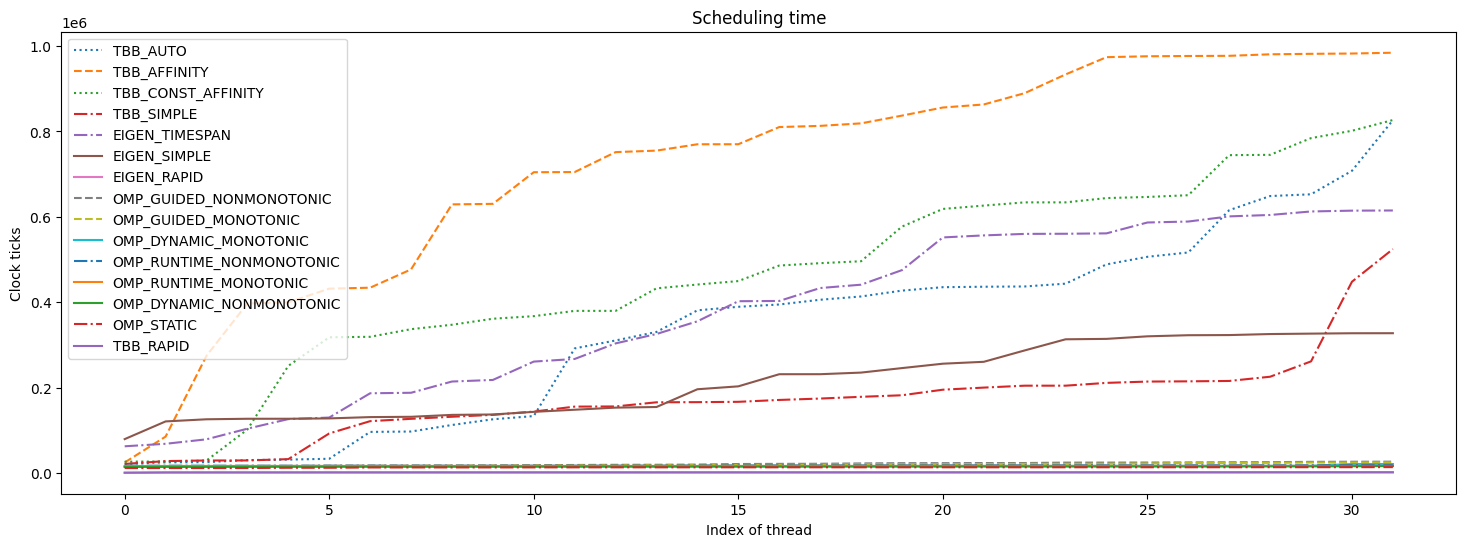 Scheduling time
1e6
1.0
0.8
0.6
0.4
0.2
0.0
Clock ticks
TBB_AUTO
TBB_AFFINITY
TBB_CONST_AFFINITY
TBB_SIMPLE
EIGEN_TIMESPAN
EIGEN_SIMPLE
EIGEN_RAPID
OMP_GUIDED_NONMONOTONIC
OMP_GUIDED_MONOTONIC
OMP_DYNAMIC_MONOTONIC
OMP_RUNTIME_NONMONOTONIC
OMP_RUNTIME_MONOTONIC
OMP_DYNAMIC_NONMONOTONIC
OMP_STATIC
TBB_RAPID
0 5 10 15 20 25 30
Index of thread